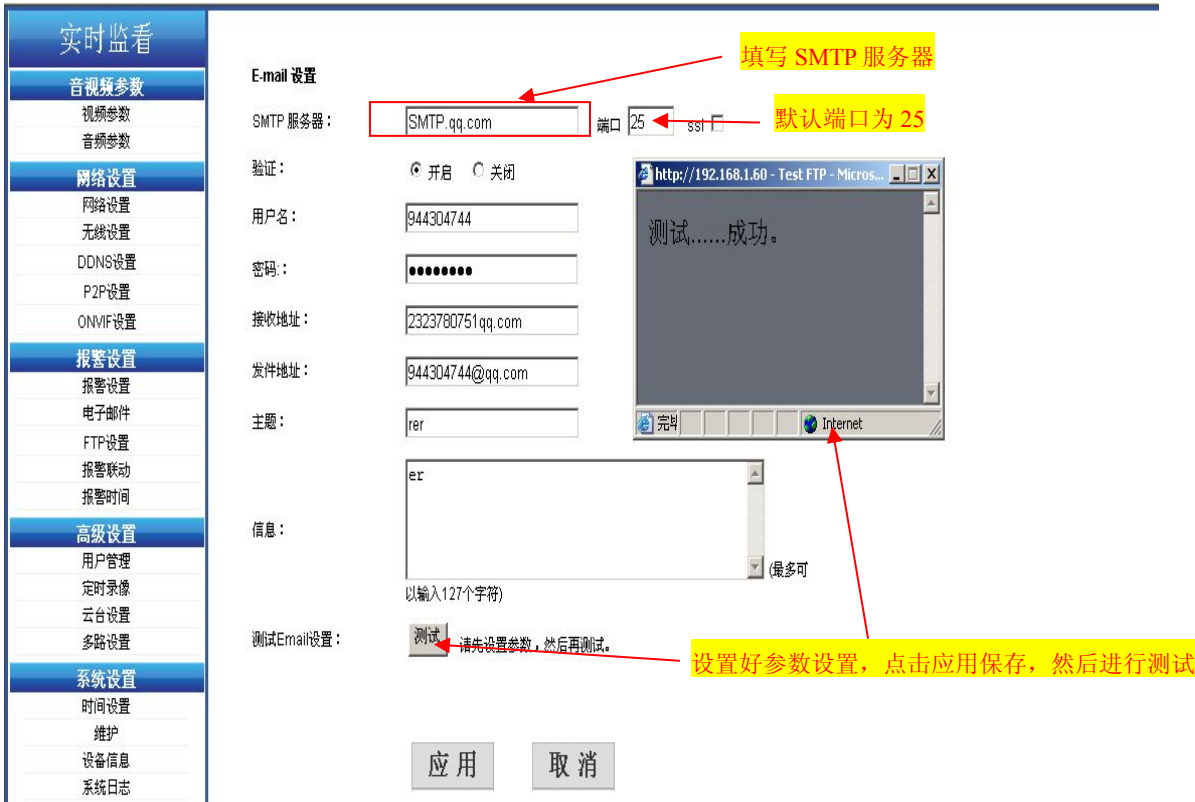 实时监看
音视频参数
视频参数
音频参数
网络设置
网络设置
无线设置
DDNS设置
P2P设置
ONVIF设置
报警设置
报警设置
电子邮件
FTP设置
报警联动
报警时间
高级设置
用户管理
定时录像
云台设置
多路设置
系统设置
时间设置
维护
设备信息
系统日志
填写 SMTP 服务器
E-mail 设置
SMTP 服务器： SMTP.qq.com 端口 25 ssl
默认端口为 25
验证： 开启 关闭
用户名： 944304744
密码:： ●●●●●●●●
接收地址： 2323780751qq.com
发件地址： 944304744@qq.com
主题： rer
http://192.168.1.60 - Test FTP - Micros...
测试......成功。
Internet
信息： er
(最多可
以输入127个字符)
测试Email设置： 测试 请先设置参数，然后再测试。
设置好参数设置，点击应用保存，然后进行测试
应用 取消